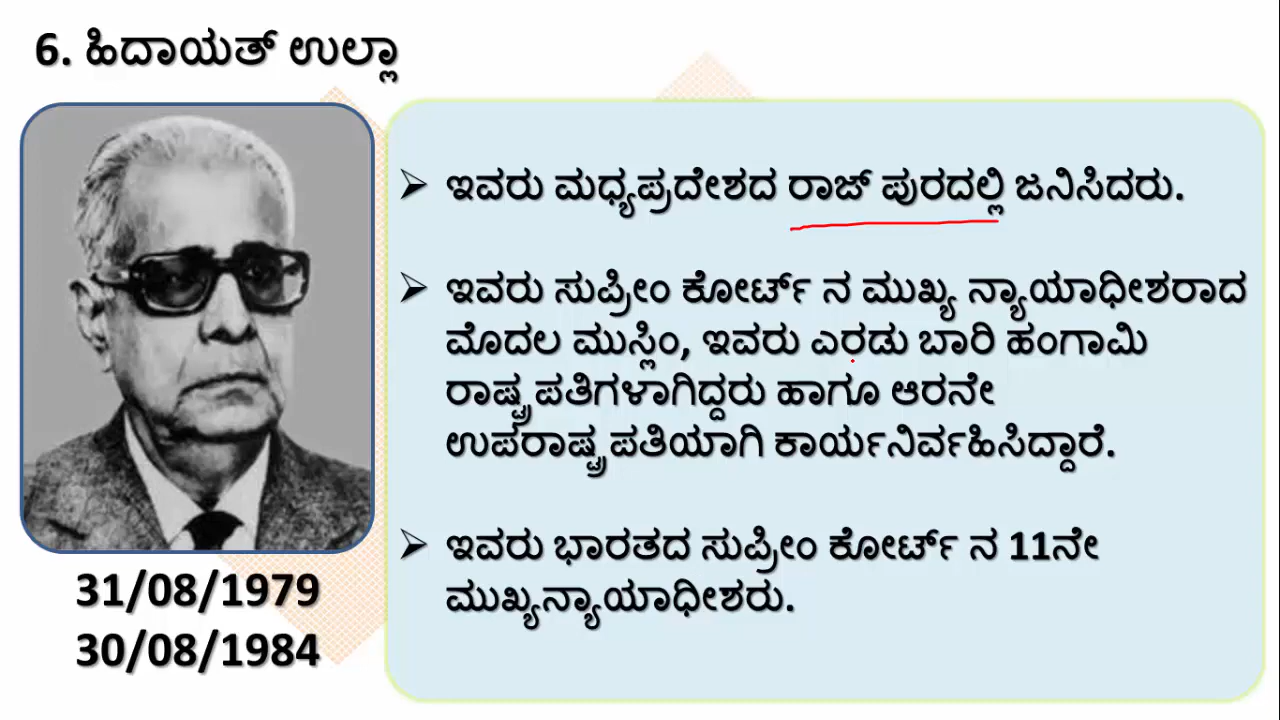 6. ಹಿದಾಯತ್ ಉಲ್ಲಾ
31/08/1979
30/08/1984
➢ ಇವರು ಮಧ್ಯಪ್ರದೇಶದ ರಾಜ್ ಪುರದಲ್ಲಿ ಜನಿಸಿದರು.
➢ ಇವರು ಸುಪ್ರೀಂ ಕೋರ್ಟ್ ನ ಮುಖ್ಯ ನ್ಯಾಯಾಧೀಶರಾದ
ಮೊದಲ ಮುಸ್ಲಿಂ, ಇವರು ಎರಡು ಬಾರಿ ಹಂಗಾಮಿ
ರಾಷ್ಟ್ರಪತಿಗಳಾಗಿದ್ದರು ಹಾಗೂ ಆರನೇ
ಉಪರಾಷ್ಟ್ರಪತಿಯಾಗಿ ಕಾರ್ಯನಿರ್ವಹಿಸಿದ್ದಾರೆ.
➢ ಇವರು ಭಾರತದ ಸುಪ್ರೀಂ ಕೋರ್ಟ್ ನ 11ನೇ
ಮುಖ್ಯನ್ಯಾಯಾಧೀಶರು.